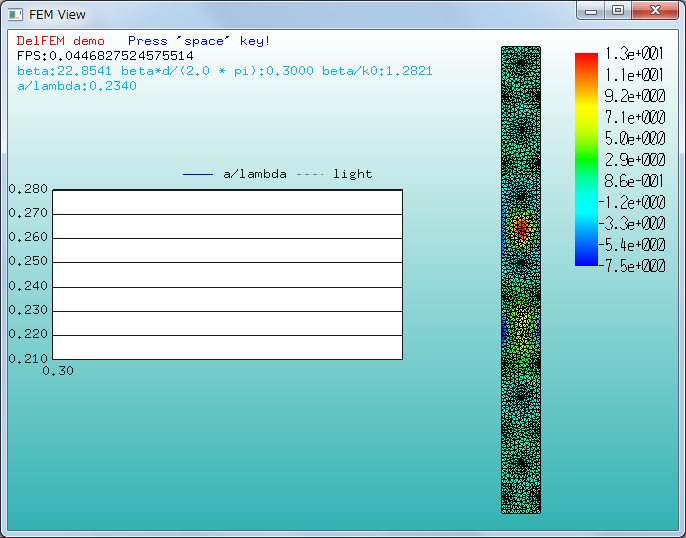 FEM View
DelFEM demo   Press "space" key!
FPS:0.0446827524575514
beta:22.8541 beta*d/(2.0 * pi):0.3000 beta/k0:1.2821
a/lambda:0.2340
a/lambda   light
0.280
0.270
0.260
0.250
0.240
0.230
0.220
0.210
0.30
1.3e+001
1.1e+001
9.2e+000
7.1e+000
5.0e+000
2.9e+000
8.6e-001
-1.2e+000
-3.3e+000
-5.4e+000
-7.5e+000